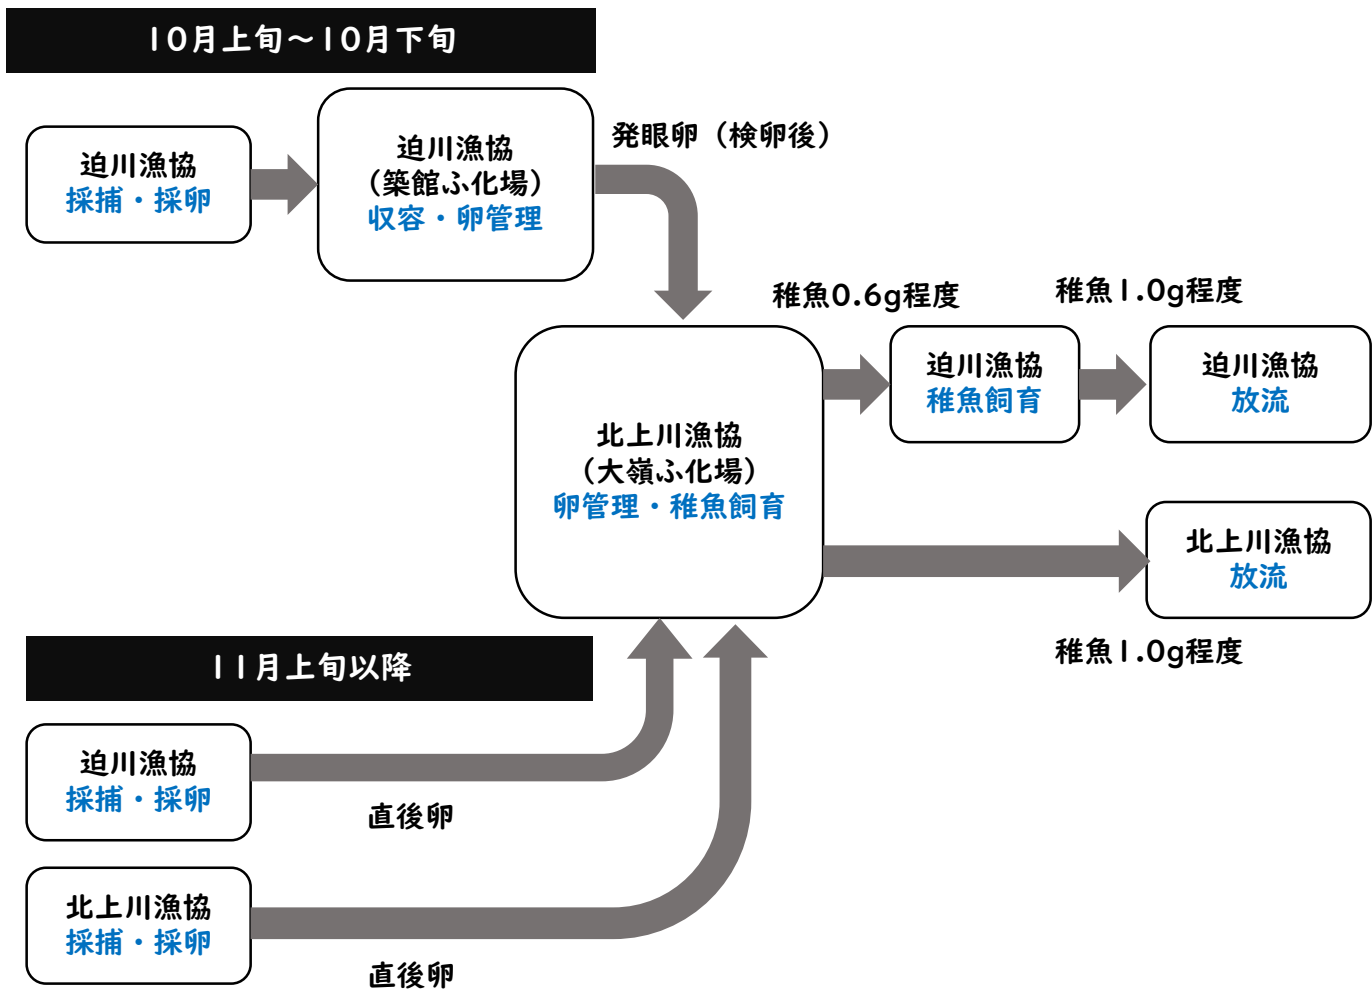 10月上旬～10月下旬
迫川漁協
採捕・採卵
迫川漁協
（築館ふ化場）
収容・卵管理
発眼卵（検卵後）
稚魚0.6g程度
稚魚1.0g程度
迫川漁協
稚魚飼育
迫川漁協
放流
北上川漁協
（大嶺ふ化場）
卵管理・稚魚飼育
北上川漁協
放流
稚魚1.0g程度
11月上旬以降
迫川漁協
採捕・採卵
直後卵
北上川漁協
採捕・採卵
直後卵